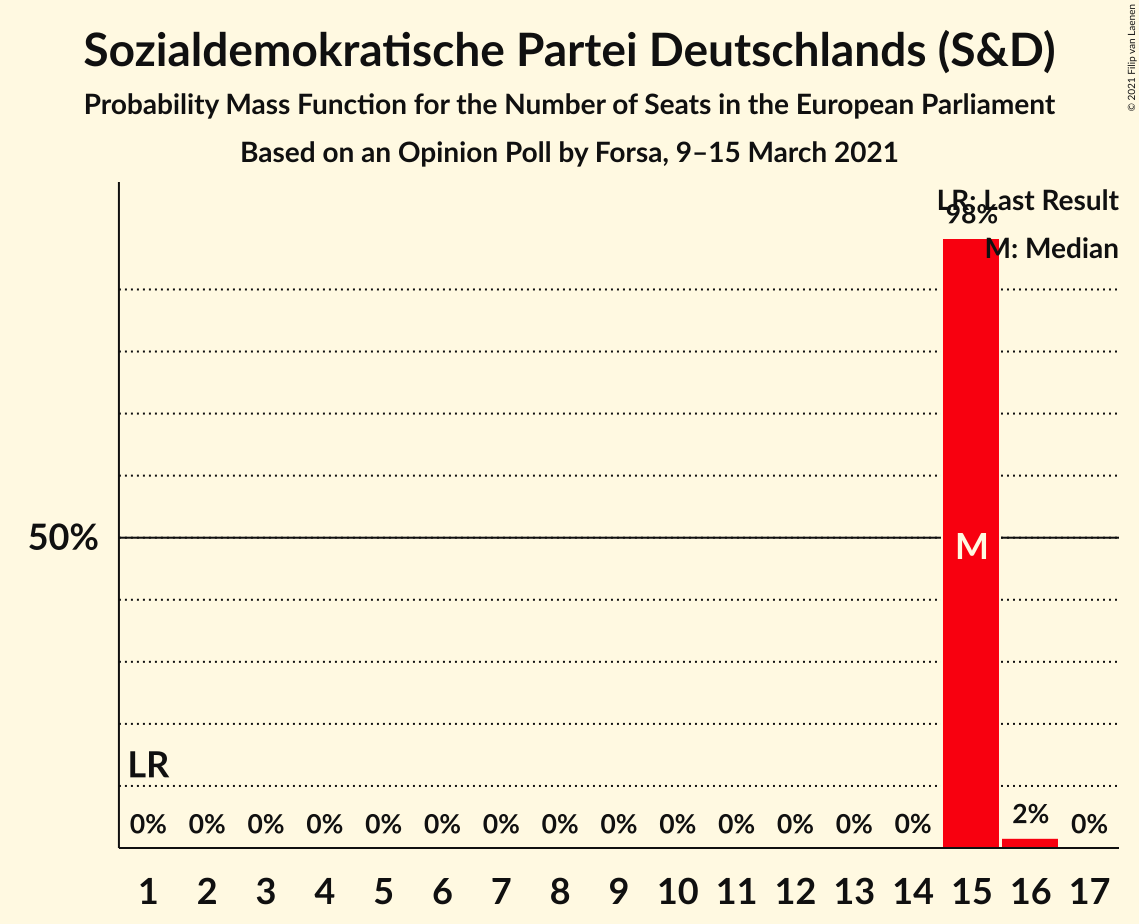 Sozialdemokratische Partei Deutschlands (S&D)
Probability Mass Function for the Number of Seats in the European Parliament
Based on an Opinion Poll by Forsa, 9–15 March 2021
© 2021 Filip van Laenen
LR: Last Result
98%
M: Median
50%
M
LR
0% 0% 0% 0% 0% 0% 0% 0% 0% 0% 0% 0% 0% 0% 2% 0%
1 2 3 4 5 6 7 8 9 10 11 12 13 14 15 16 17